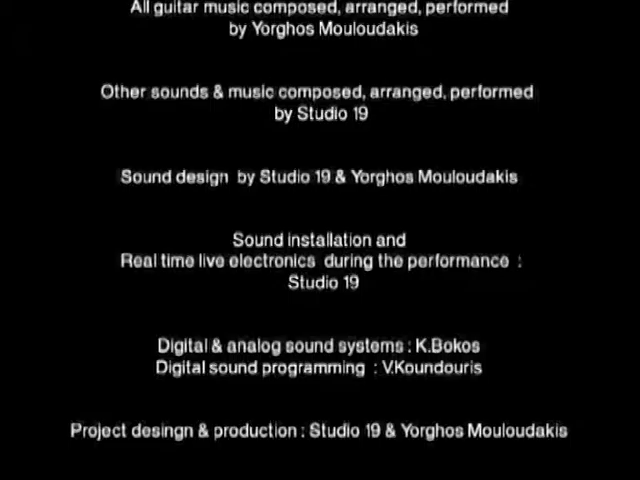 All guitar music composed, arranged, performed
by Yorghos Mouloudakis
Other sounds & music composed, arranged, performed
by Studio 19
Sound design by Studio 19 & Yorghos Mouloudakis
Sound installation and
Real time live electronics during the performance :
Studio 19
Digital & analog sound systems : K.Bokos
Digital sound programming : V.Koundouris
Project desingn & production : Studio 19 & Yorghos Mouloudakis